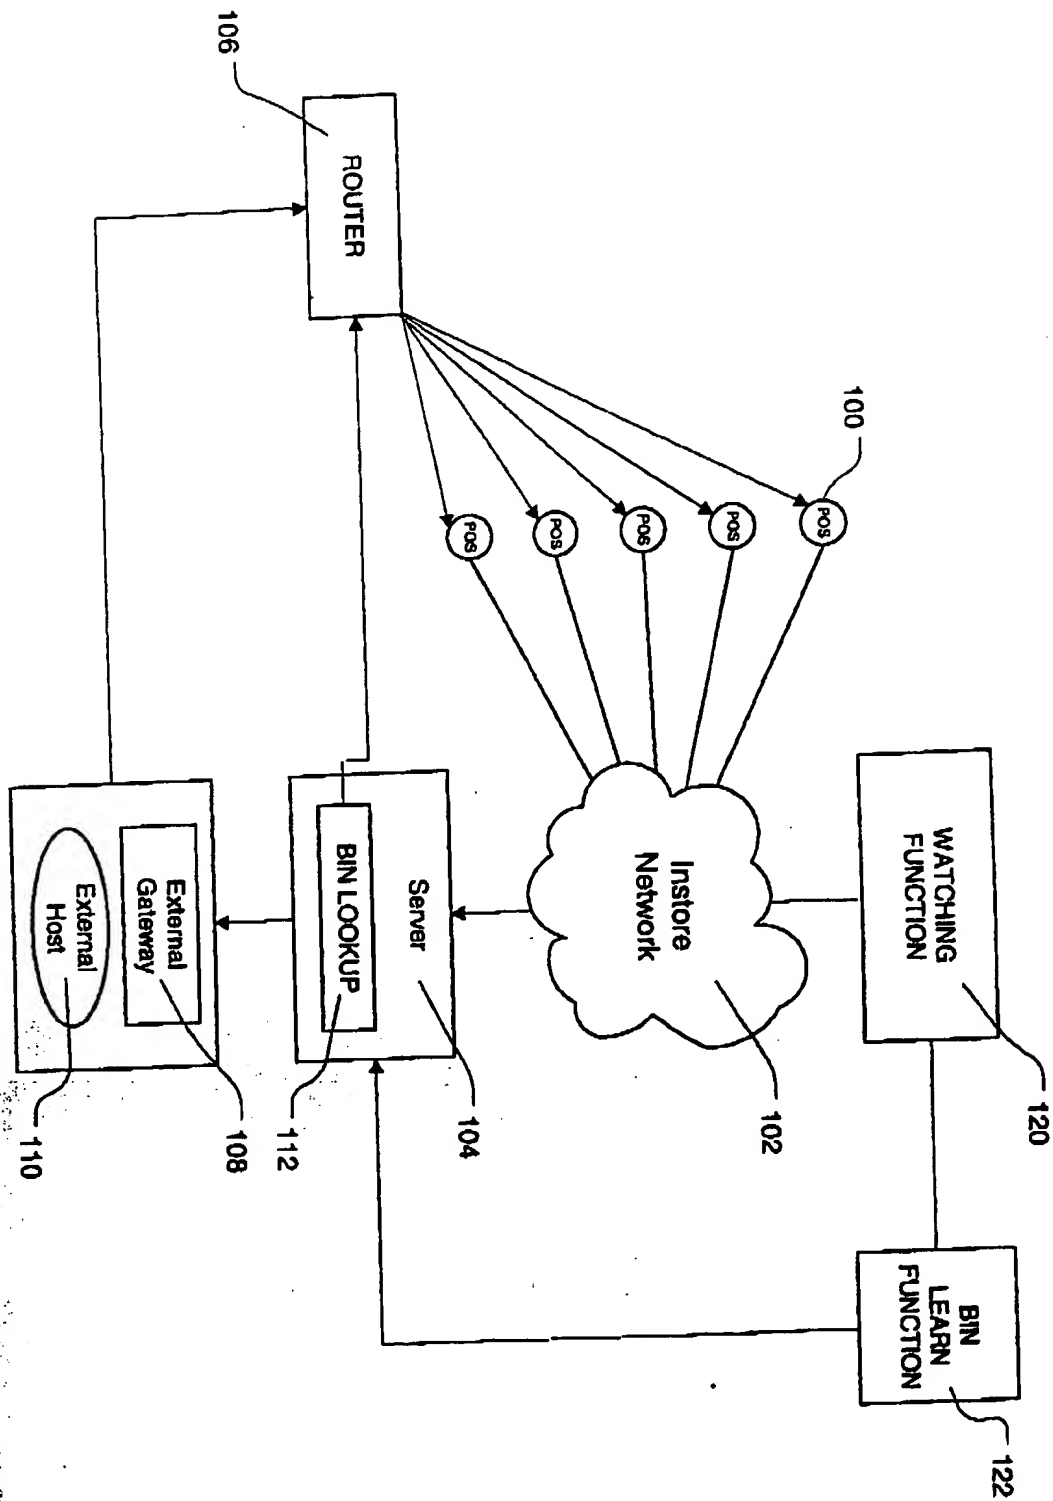 WATCHING
FUNCTION
120
BIN
LEARN
FUNCTION
122
100
POS
POS
POS
POS
POS
Instore
Network
102
106
ROUTER
Server
BIN LOOKUP
104
112
External
Gateway
108
External
Host
110